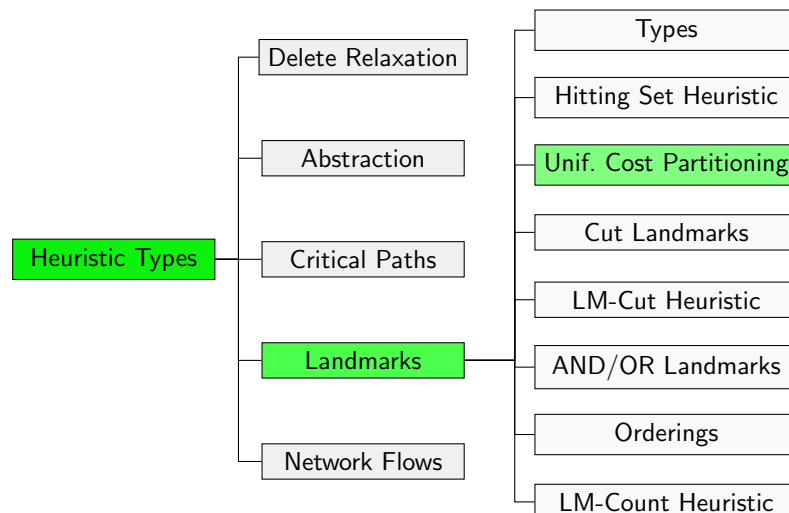 Heuristic Types
Delete Relaxation
Abstraction
Critical Paths
Landmarks
Network Flows
Types
Hitting Set Heuristic
Unif. Cost Partitioning
Cut Landmarks
LM-Cut Heuristic
AND/OR Landmarks
Orderings
LM-Count Heuristic